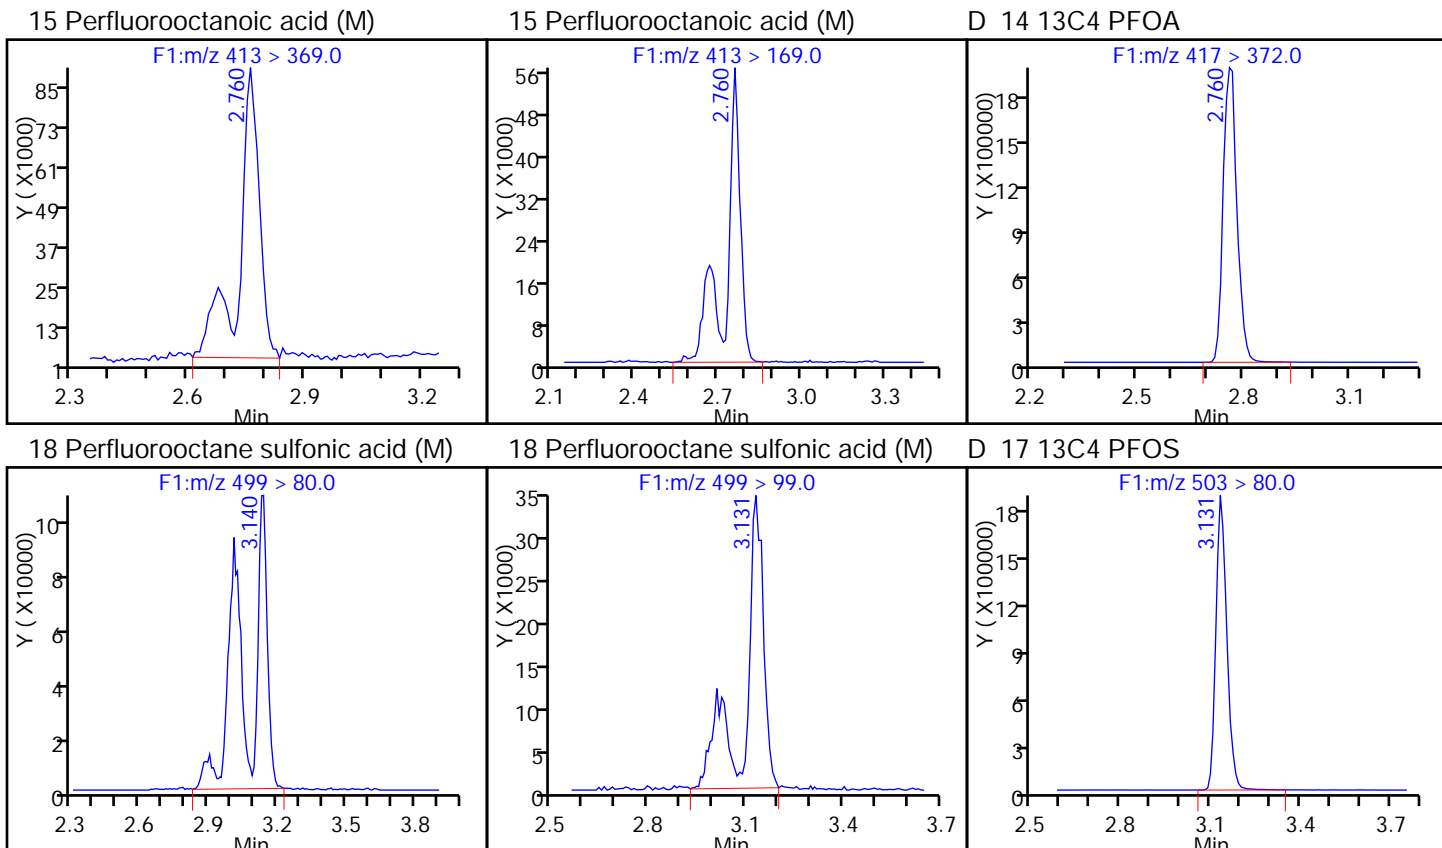 15 Perfluorooctanoic acid (M)
F1:m/z 413 > 369.0
2.760
Y ( X1000)
85
73
61
49
37
25
13
1
2.3 2.6 2.9 3.2
Min
15 Perfluorooctanoic acid (M)
F1:m/z 413 > 169.0
2.760
Y ( X1000)
56
48
40
32
24
16
8
0
2.1 2.4 2.7 3.0 3.3
Min
D 14 13C4 PFOA
F1:m/z 417 > 372.0
2.760
Y ( X100000)
18
15
12
9
6
3
0
2.2 2.5 2.8 3.1
Min
18 Perfluorooctane sulfonic acid (M)
F1:m/z 499 > 80.0
3.140
Y ( X10000)
10
8
6
4
2
0
2.3 2.6 2.9 3.2 3.5 3.8
Min
18 Perfluorooctane sulfonic acid (M)
F1:m/z 499 > 99.0
3.131
Y ( X1000)
35
30
25
20
15
10
5
0
2.5 2.8 3.1 3.4 3.7
Min
D 17 13C4 PFOS
F1:m/z 503 > 80.0
3.131
Y ( X100000)
18
15
12
9
6
3
0
2.5 2.8 3.1 3.4 3.7
Min